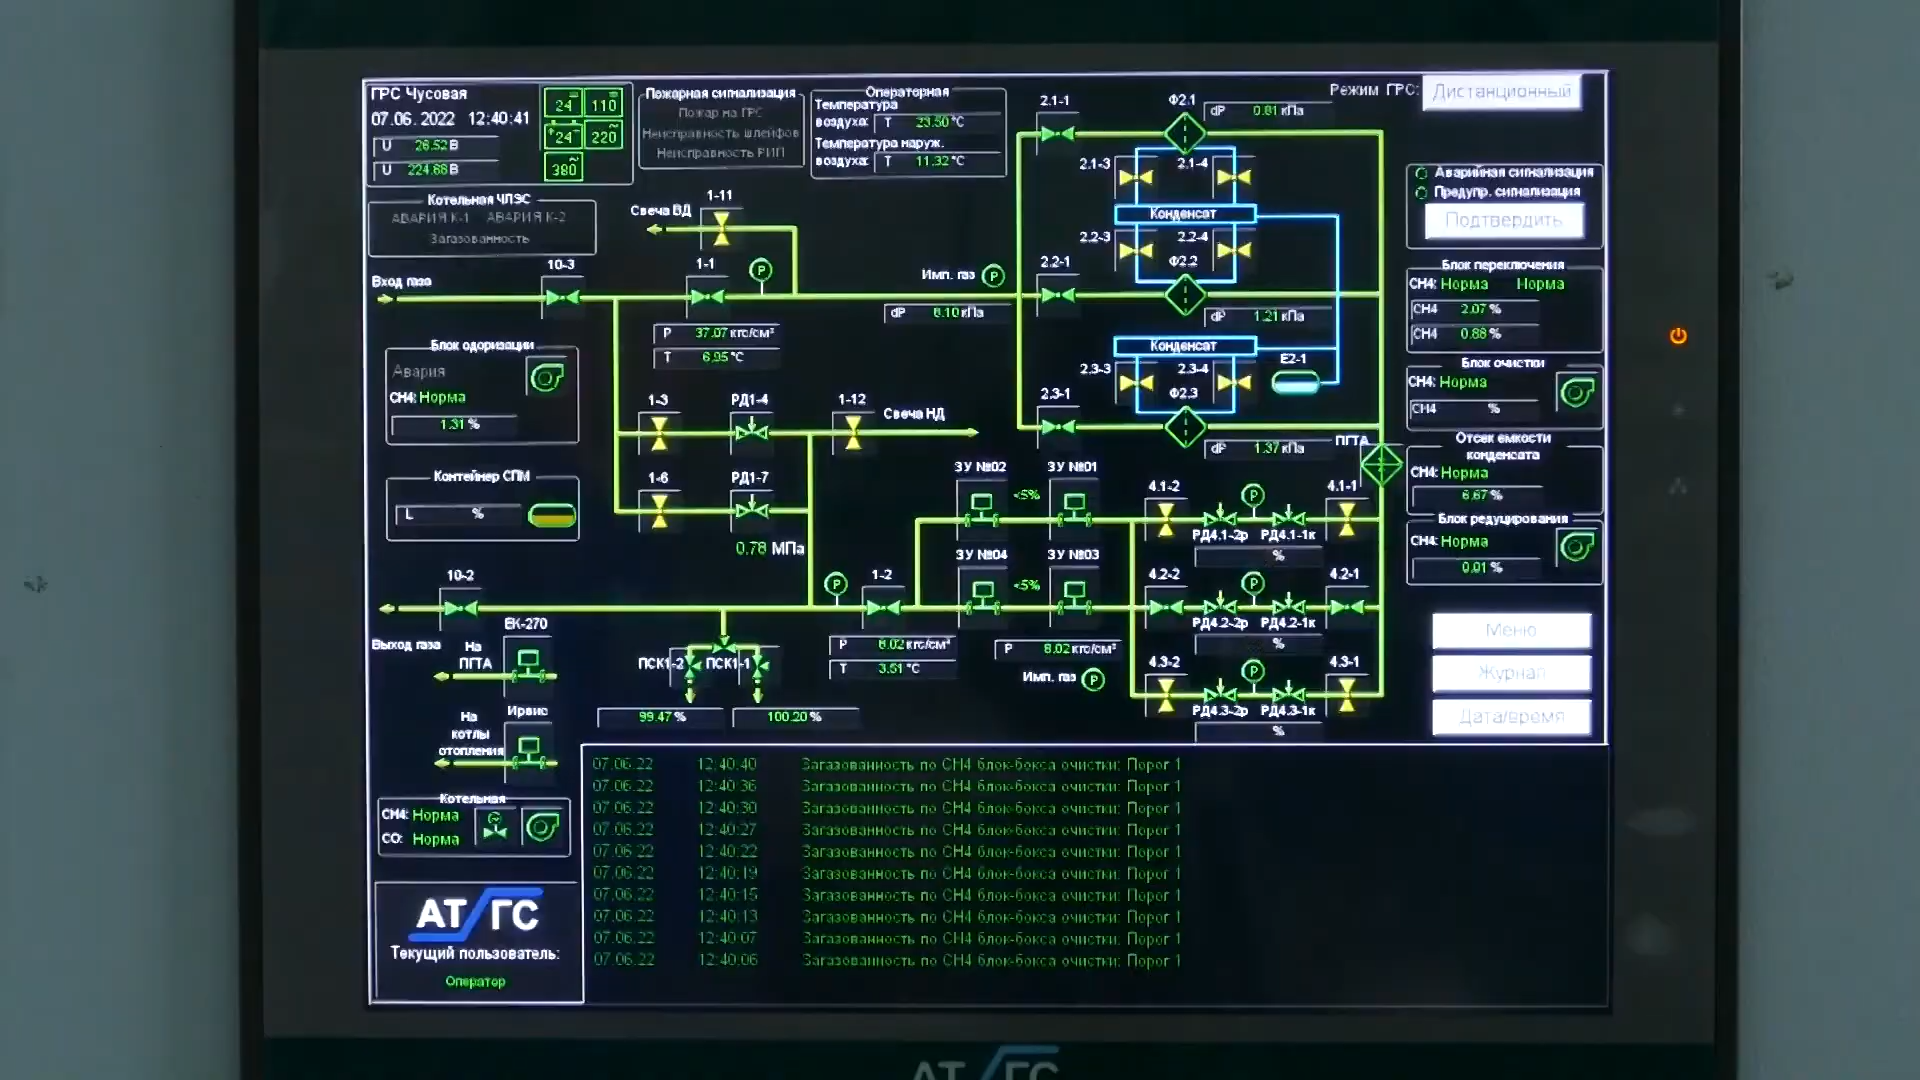 ГРС Чусовая
07.06.2022 12:40:41
U 26.52 В
U 224.88 В
24 110
24 220
380
Пожарная сигнализация
Пожар на ГРС
Неисправность шлейфов
Неисправность РИП
Операторная
Температура
воздуха: T 23.50 °C
Температура наруж.
воздуха: T 11.32 °C
Режим ГРС: Дистанционный
Аварийная сигнализация
Предупр. сигнализация
Подтвердить
Котельная ЧЛЭС
АВАРИЯ К-1 АВАРИЯ К-2
Загазованность
Свеча ВД
1-11
Вход газа
10-3
1-1
P
P 37.07 кгс/см²
T 6.95 °C
Имп. газ P
dP 6.10 кПа
2.1-1
Ф2.1
dP 0.81 кПа
2.1-3
2.1-4
Конденсат
2.2-3
2.2-4
2.2-1
Ф2.2
dP 1.21 кПа
Конденсат
E2-1
2.3-3
2.3-4
2.3-1
Ф2.3
dP 1.37 кПа
ПГТА
Блок переключения
CH4: Норма Норма
CH4 2.07 %
CH4 0.88 %
Блок очистки
CH4: Норма
CH4 %
Отсек емкости
конденсата
CH4: Норма
6.67 %
Блок редуцирования
CH4: Норма
0.01 %
Меню
Журнал
Дата/время
Блок одоризации
Авария
CH4: Норма
1.31 %
Контейнер СПМ
L %
1-3
РД1-4
1-12
Свеча НД
1-6
РД1-7
0.78 МПа
ЗУ №02
<5%
ЗУ №01
ЗУ №04
<5%
ЗУ №03
4.1-2
P
4.1-1
РД4.1-2р РД4.1-1к
%
4.2-2
P
4.2-1
РД4.2-2р РД4.2-1к
%
4.3-2
P
4.3-1
РД4.3-2р РД4.3-1к
%
10-2
Выход газа
P
1-2
P 8.02 кгс/см²
T 3.51 °C
P 8.02 кгс/см²
Имп. газ P
ПСК1-2 ПСК1-1
99.47 %
100.20 %
ЕК-270
На
ПГТА
Ирвис
На
котлы
отопления
Котельная
CH4: Норма
CO: Норма
АТГС
Текущий пользователь:
Оператор
07.06.22 12:40:40 Загазованность по CH4 блок-бокса очистки: Порог 1
07.06.22 12:40:36 Загазованность по CH4 блок-бокса очистки: Порог 1
07.06.22 12:40:30 Загазованность по CH4 блок-бокса очистки: Порог 1
07.06.22 12:40:27 Загазованность по CH4 блок-бокса очистки: Порог 1
07.06.22 12:40:22 Загазованность по CH4 блок-бокса очистки: Порог 1
07.06.22 12:40:19 Загазованность по CH4 блок-бокса очистки: Порог 1
07.06.22 12:40:15 Загазованность по CH4 блок-бокса очистки: Порог 1
07.06.22 12:40:13 Загазованность по CH4 блок-бокса очистки: Порог 1
07.06.22 12:40:07 Загазованность по CH4 блок-бокса очистки: Порог 1
07.06.22 12:40:06 Загазованность по CH4 блок-бокса очистки: Порог 1
АТГС